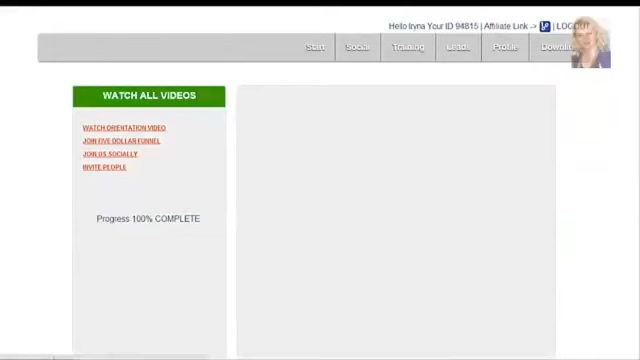 Hello Iryna Your ID 94815 | Affiliate Link -> | LOGOUT
Start Social Training Leads Profile
WATCH ALL VIDEOS
WATCH ORIENTATION VIDEO
JOIN FIVE DOLLAR FUNNEL
JOIN US SOCIALLY
INVITE PEOPLE
Progress 100% COMPLETE